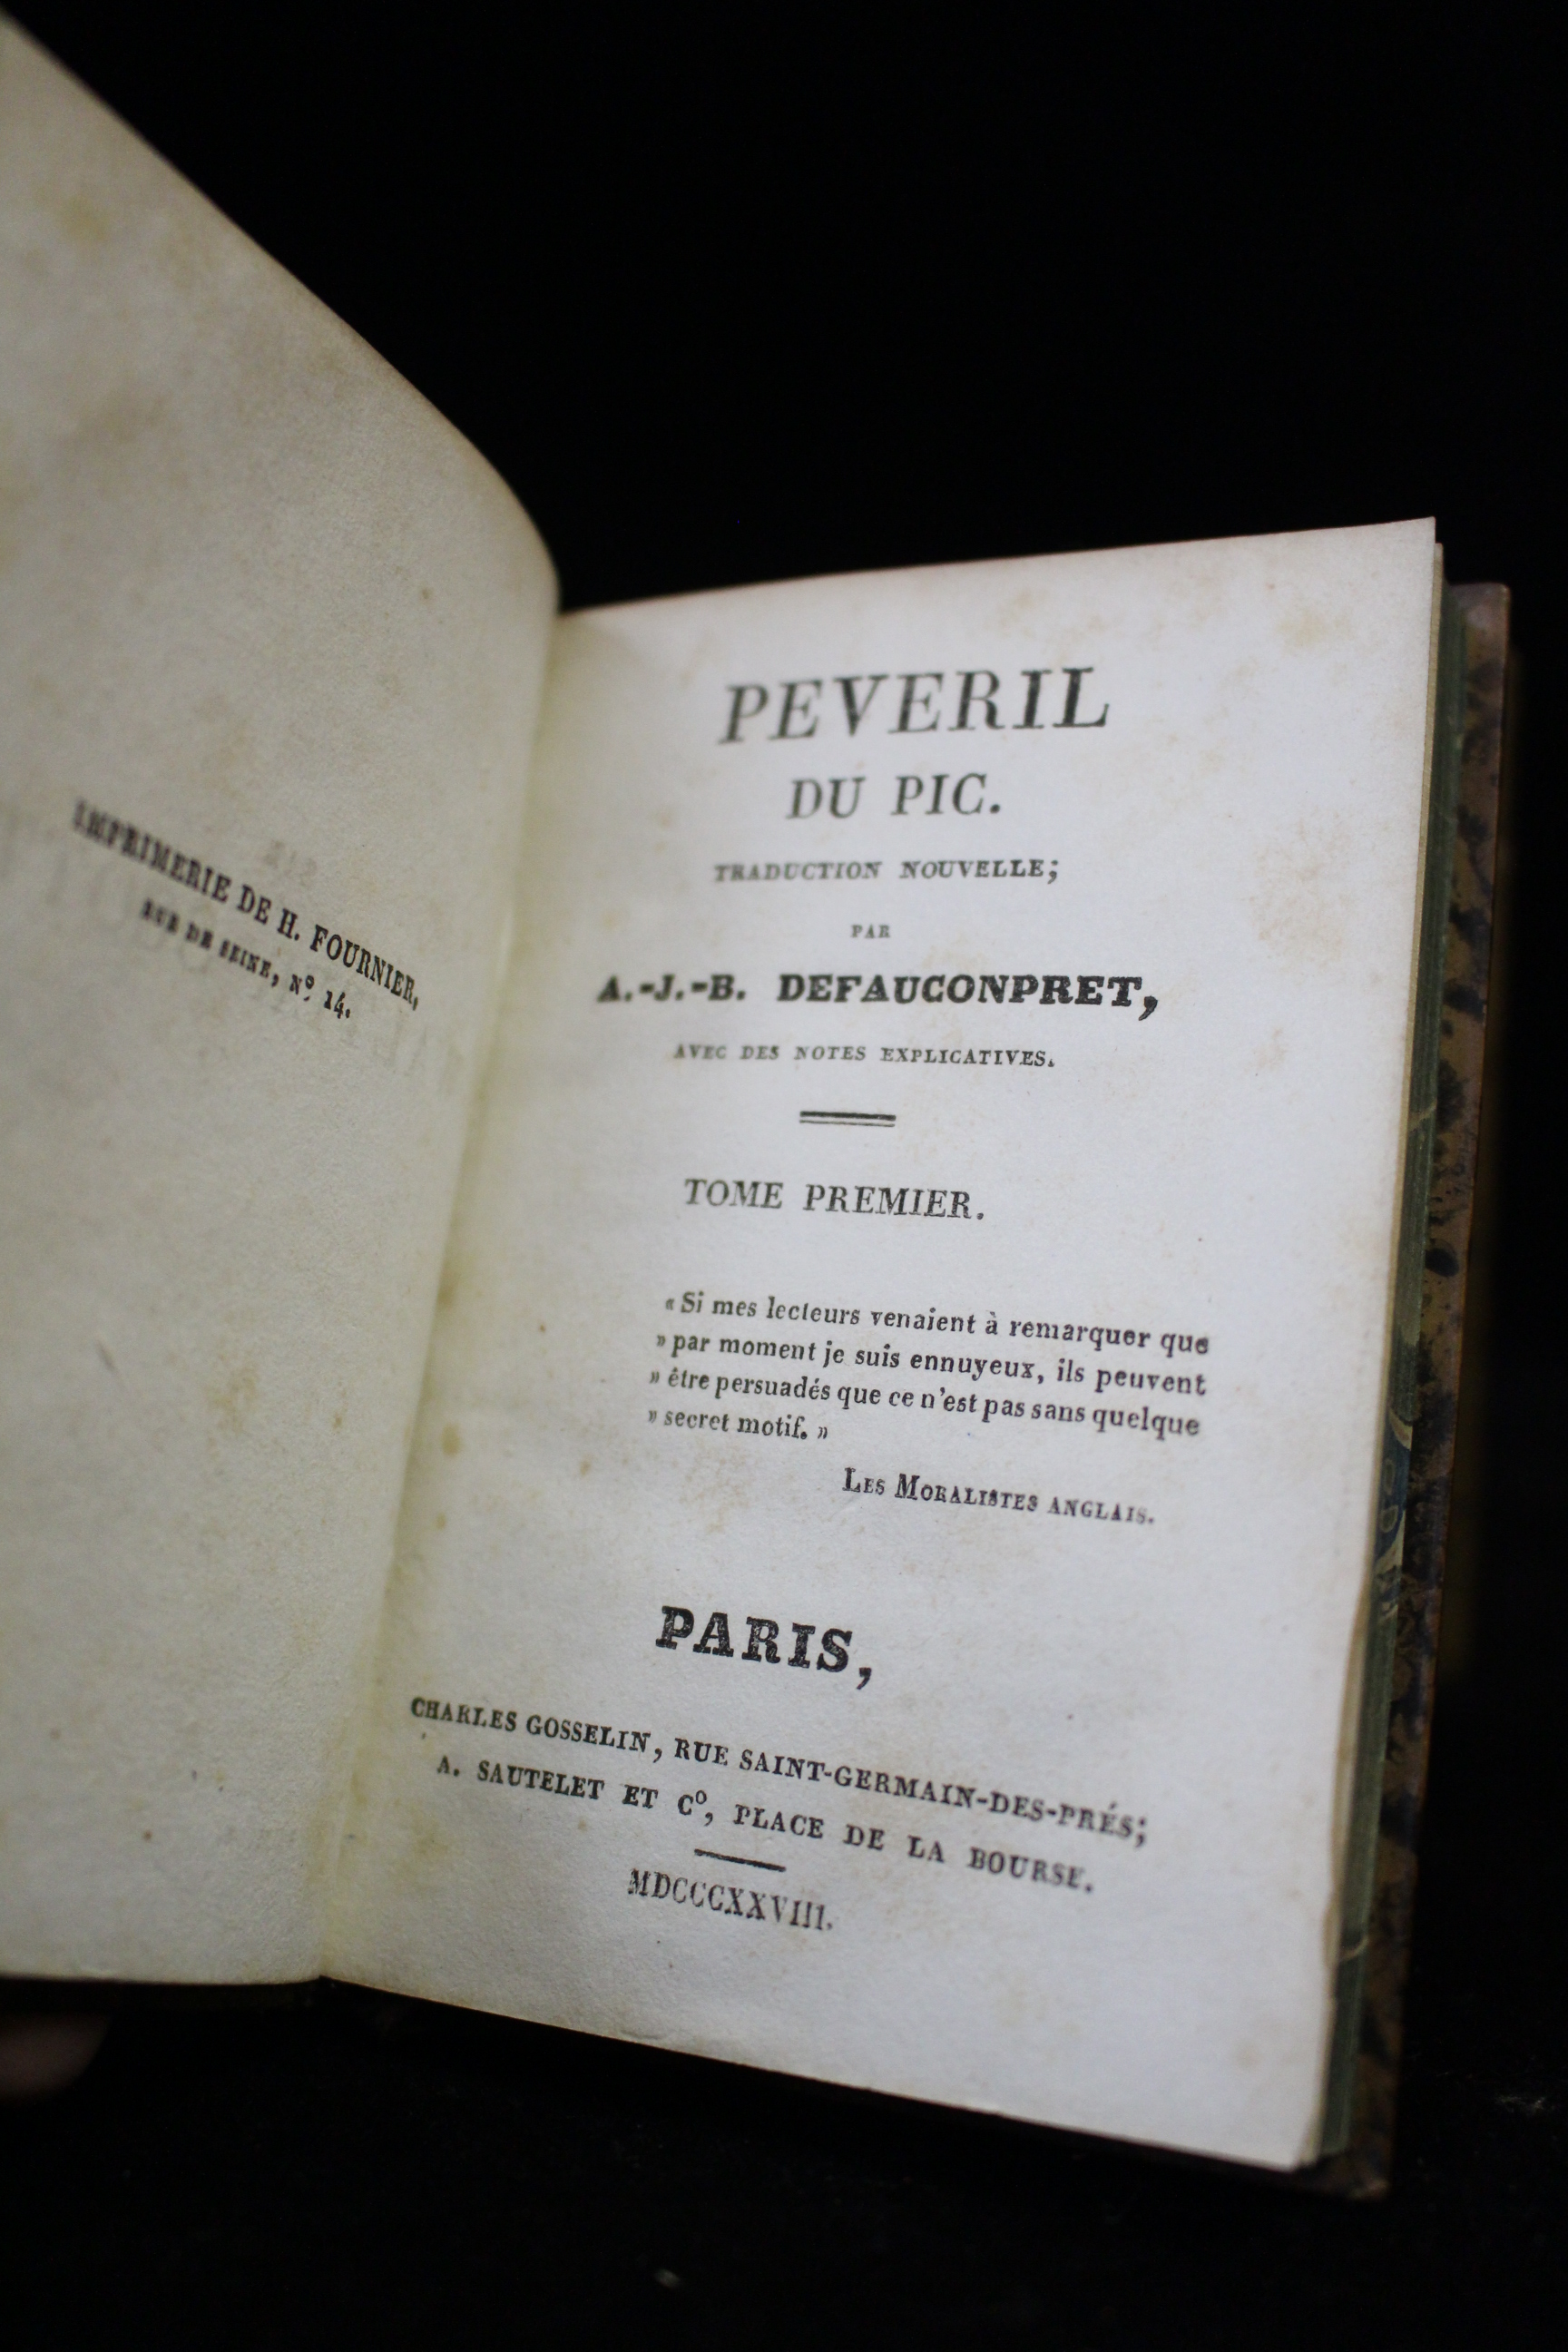 IMPRIMERIE DE H. FOURNIER,
RUE DE SEINE, Nº 14.
PEVERIL
DU PIC.
TRADUCTION NOUVELLE;
PAR
A.-J.-B. DEFAUCONPRET,
AVEC DES NOTES EXPLICATIVES.
TOME PREMIER.
« Si mes lecteurs venaient à remarquer que
» par moment je suis ennuyeux, ils peuvent
» être persuadés que ce n'est pas sans quelque
» secret motif. »
LES MORALISTES ANGLAIS.
PARIS,
CHARLES GOSSELIN, RUE SAINT-GERMAIN-DES-PRÉS;
A. SAUTELET ET Cº, PLACE DE LA BOURSE.
MDCCCXXVIII.